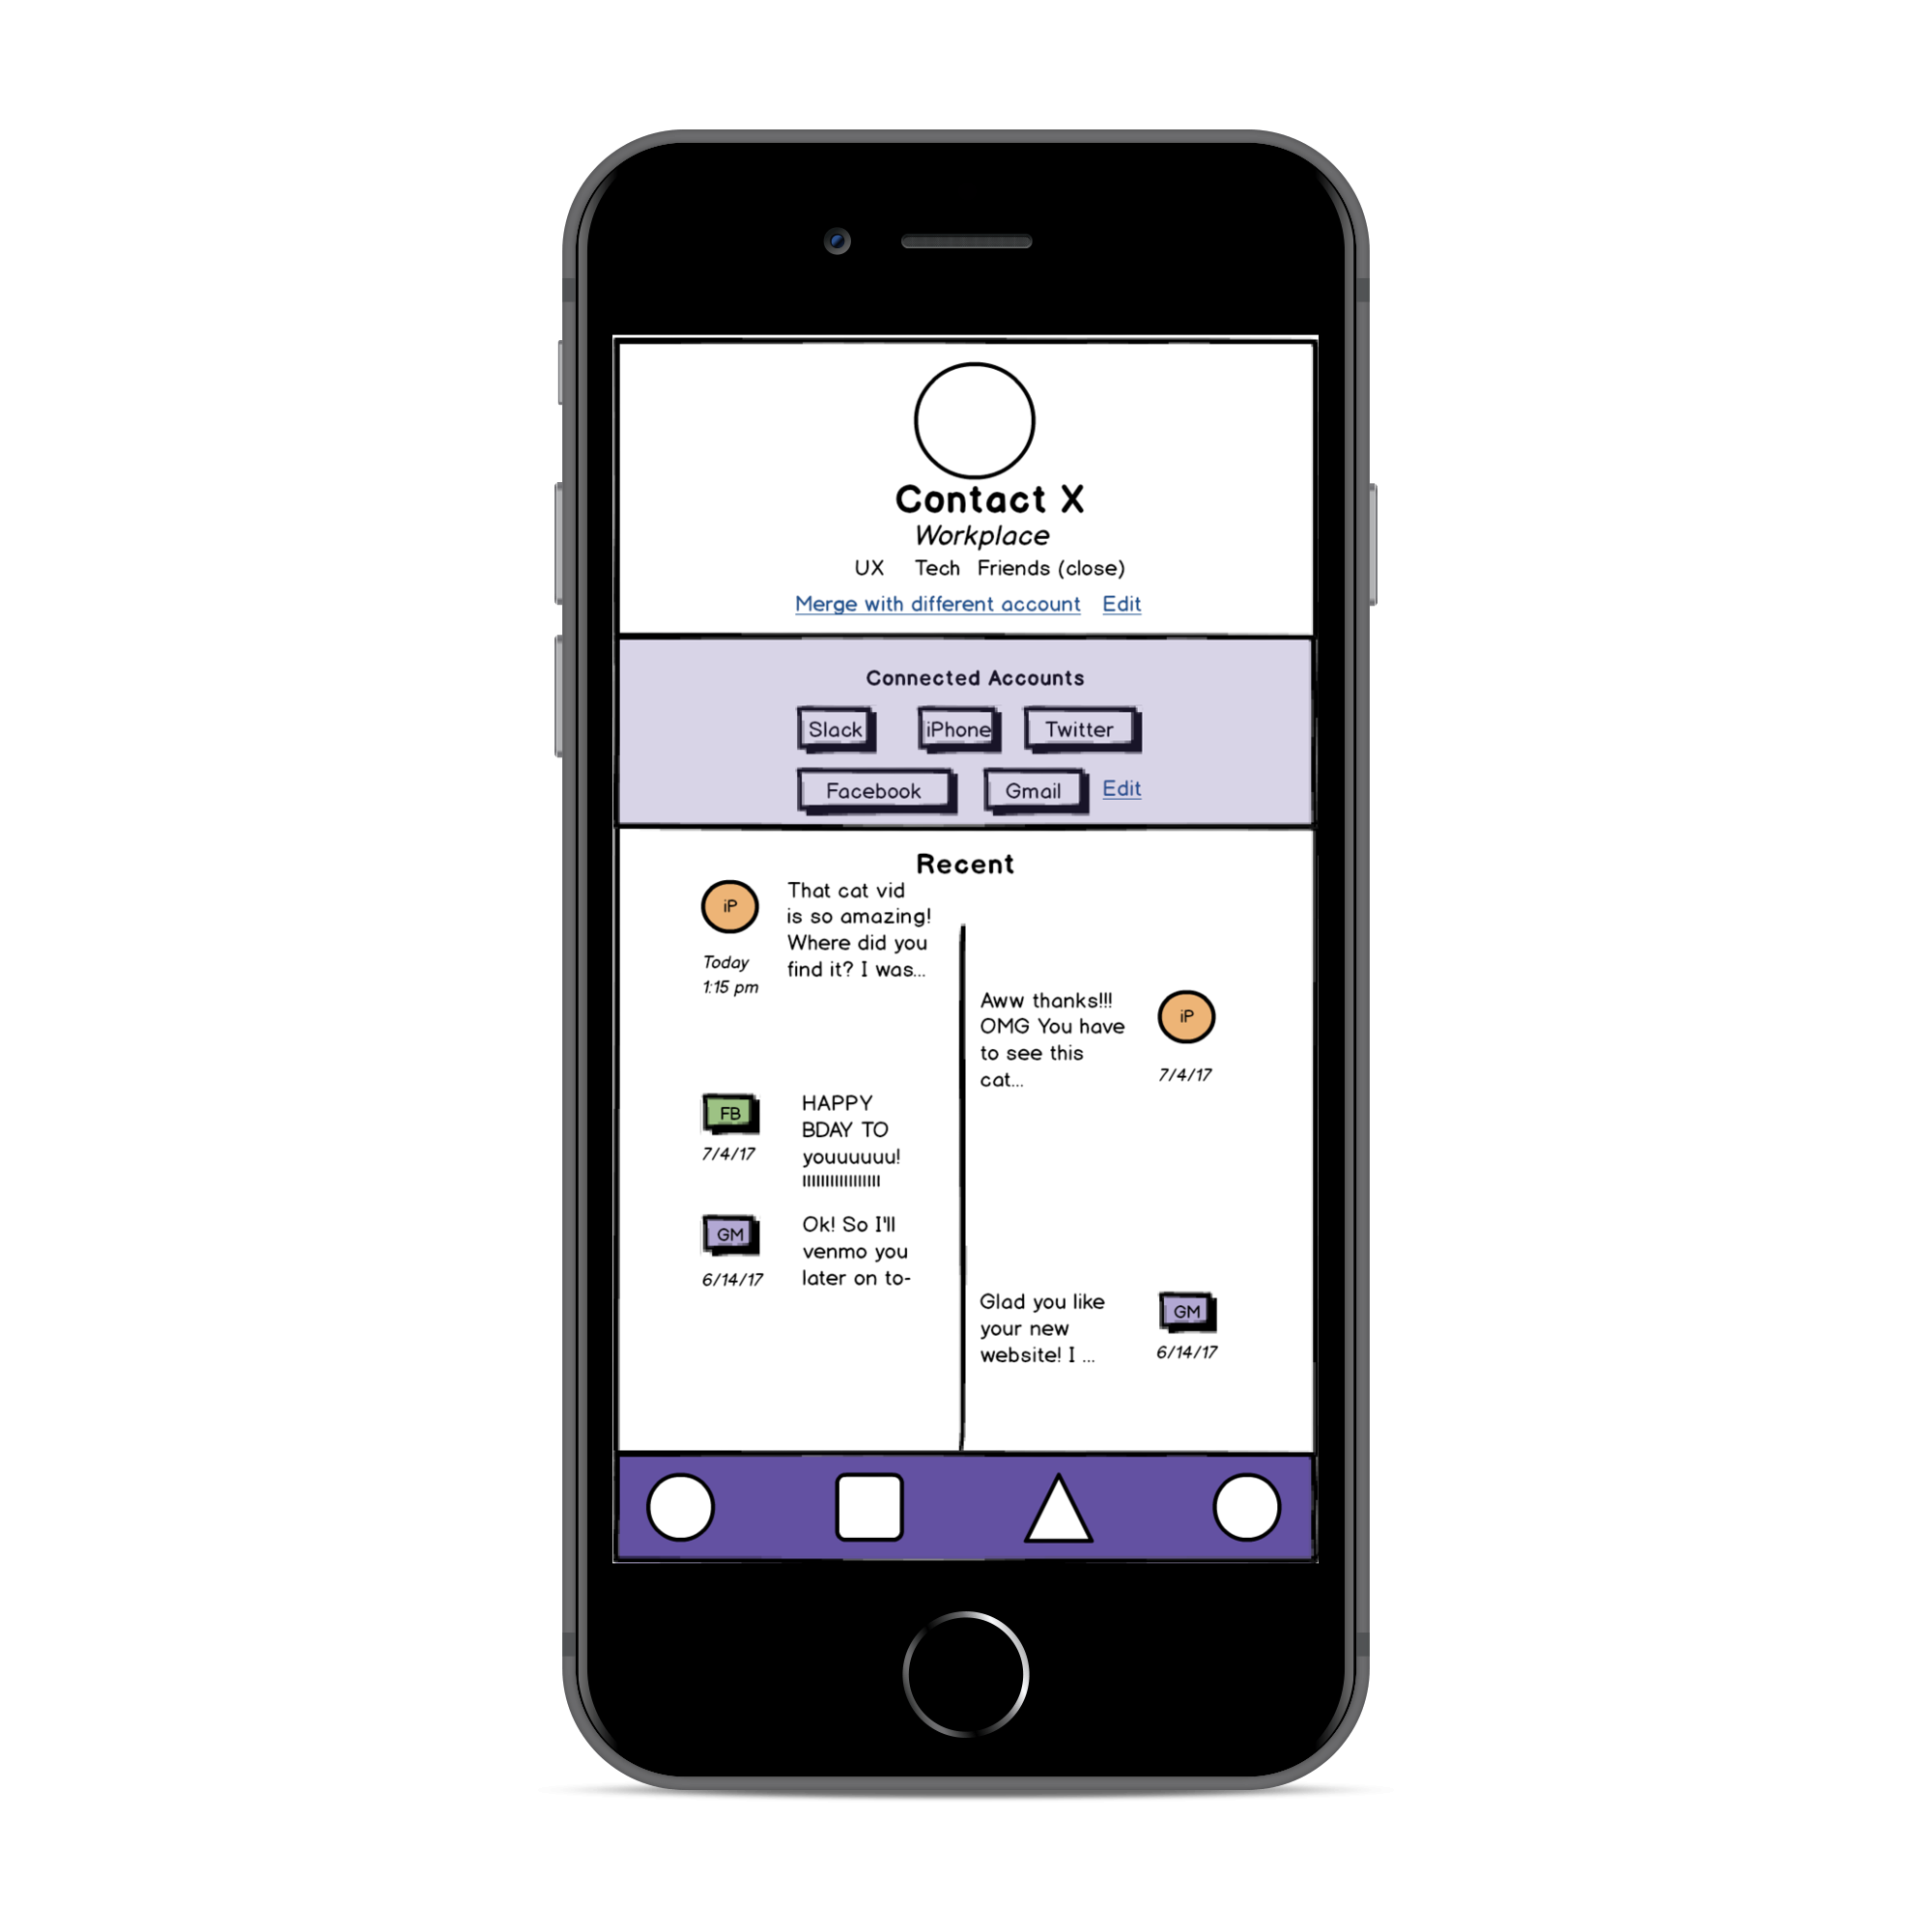 Contact X
Workplace
UX Tech Friends (close)
Merge with different account Edit
Connected Accounts
Slack iPhone Twitter
Facebook Gmail Edit
Recent
iP
Today
1:15 pm
That cat vid
is so amazing!
Where did you
find it? I was...
Aww thanks!!!
OMG You have
to see this
cat...
iP
7/4/17
FB
7/4/17
HAPPY
BDAY TO
youuuuuu!
GM
6/14/17
Ok! So I'll
venmo you
later on to-
Glad you like
your new
website! I ...
GM
6/14/17